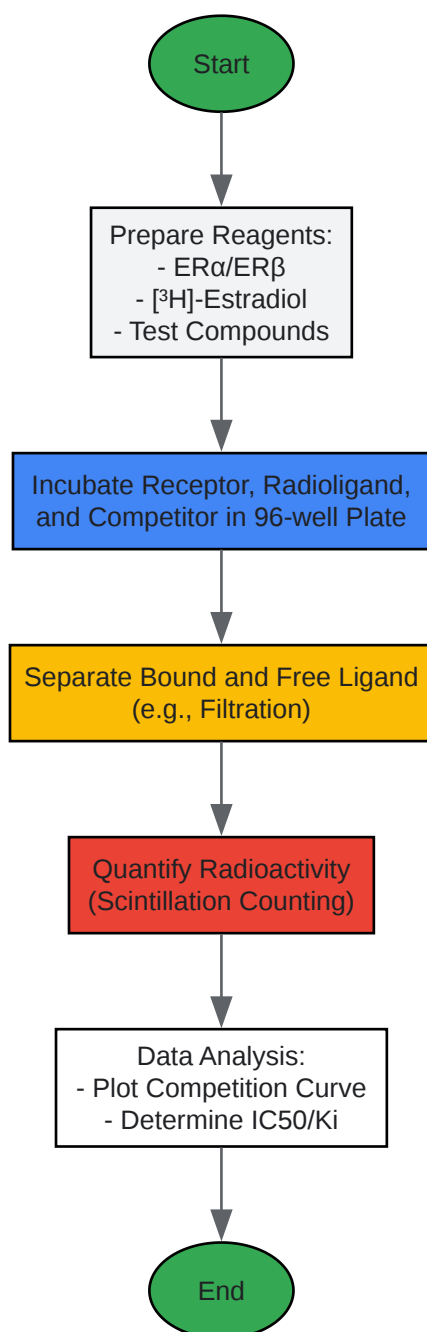 Start
Prepare Reagents:
- ERα/ERβ
- [³H]-Estradiol
- Test Compounds
Incubate Receptor, Radioligand,
and Competitor in 96-well Plate
Separate Bound and Free Ligand
(e.g., Filtration)
Quantify Radioactivity
(Scintillation Counting)
Data Analysis:
- Plot Competition Curve
- Determine IC50/Ki
End